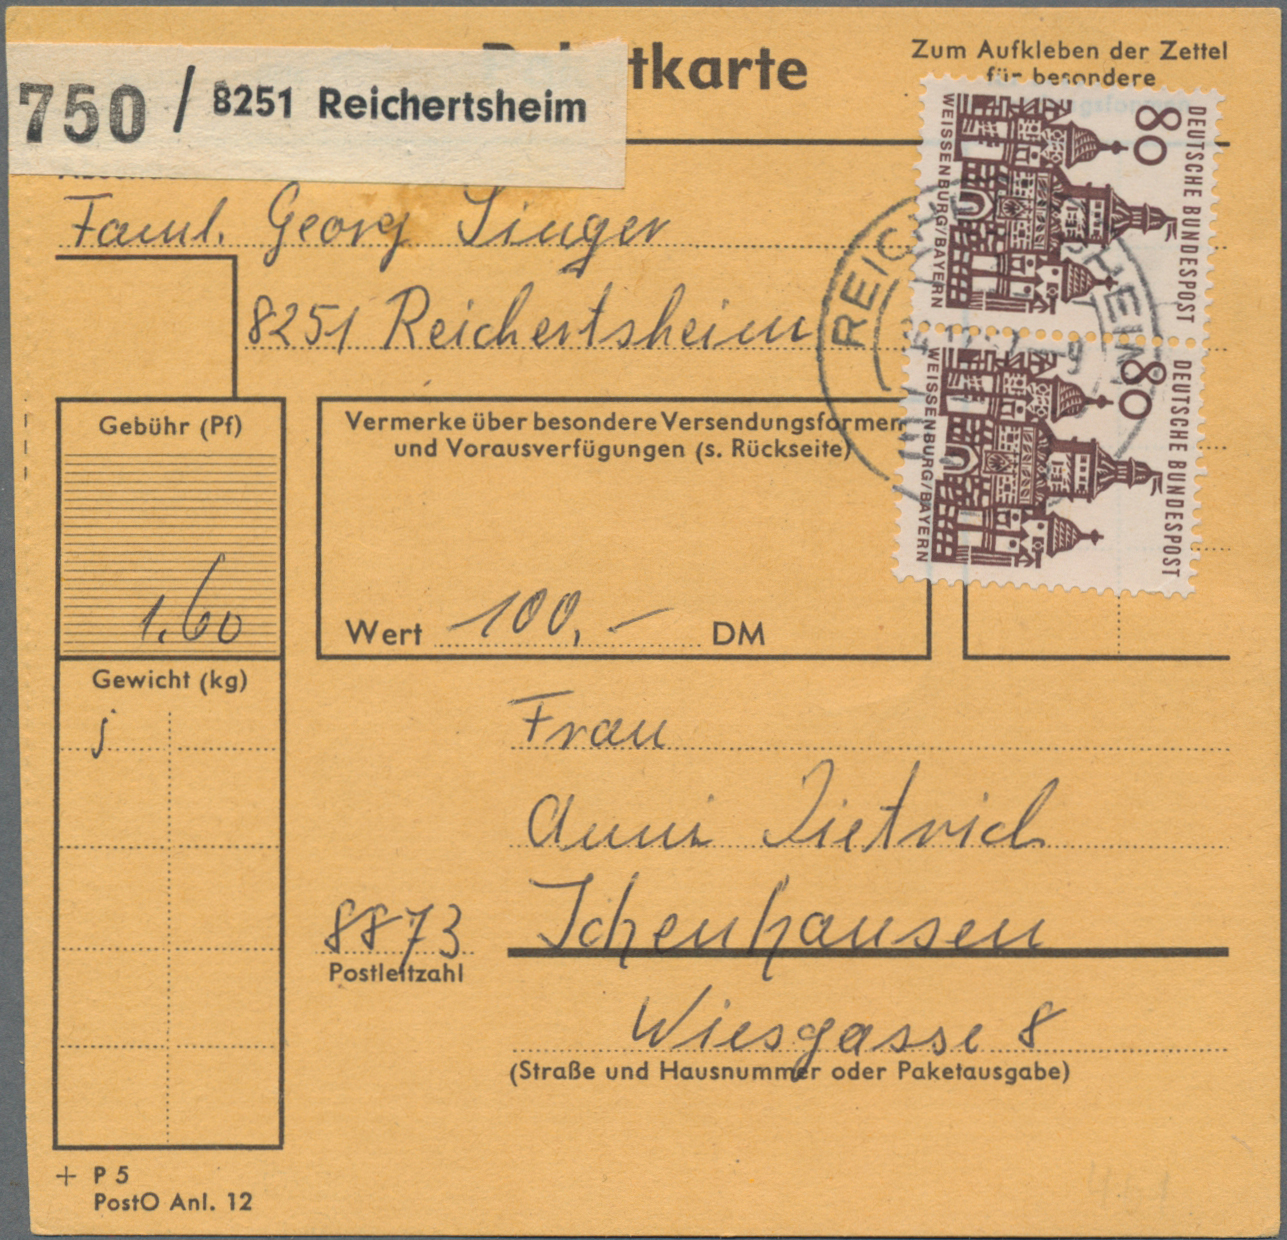 tkarte
Zum Aufkleben der Zettel
für besondere
750 / 8251 Reichertsheim
Faml. Georg Singer
8251 Reichertsheim
80
DEUTSCHE BUNDESPOST
WEISSENBURG/BAYERN
80
DEUTSCHE BUNDESPOST
WEISSENBURG/BAYERN
REICHERTSHEIM
Gebühr (Pf)
1.60
Vermerke über besondere Versendungsformen
und Vorausverfügungen (s. Rückseite)
Wert 100,- DM
Gewicht (kg)
Frau
Anni Dietrich
8873 Ichenhausen
Postleitzahl
Wiesgasse 8
(Straße und Hausnummer oder Paketausgabe)
+ P 5
PostO Anl. 12